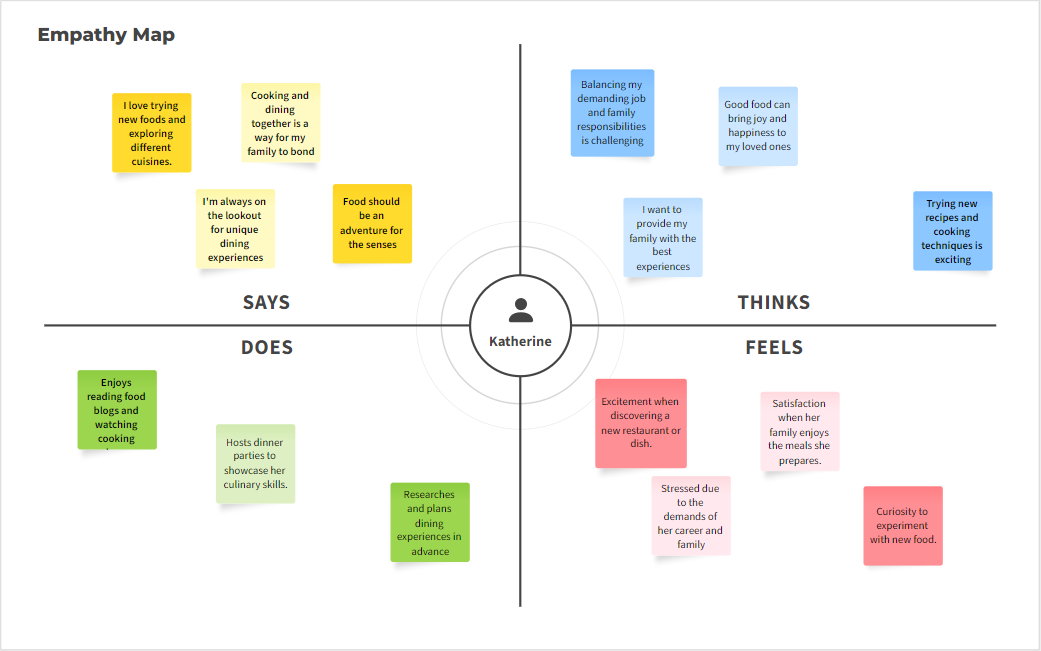 Empathy Map
I love trying
new foods and
exploring
different
cuisines.
Cooking and
dining
together is a
way for my
family to bond
I'm always on
the lookout
for unique
dining
experiences
Food should
be an
adventure for
the senses
SAYS
Balancing my
demanding job
and family
responsibilities
is challenging
Good food can
bring joy and
happiness to
my loved ones
I want to
provide my
family with the
best
experiences
Trying new
recipes and
cooking
techniques is
exciting
THINKS
Katherine
DOES
Enjoys
reading food
blogs and
watching
cooking
Hosts dinner
parties to
showcase her
culinary skills.
Researches
and plans
dining
experiences in
advance
FEELS
Excitement when
discovering a
new restaurant or
dish.
Satisfaction
when her
family enjoys
the meals she
prepares.
Stressed due
to the
demands of
her career and
family
Curiosity to
experiment
with new food.